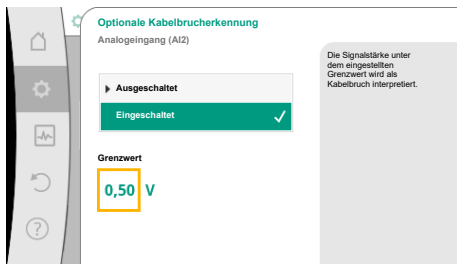 Optionale Kabelbrucherkennung
Analogeingang (AI2)
Ausgeschaltet
Eingeschaltet
Grenzwert
0,50 V
Die Signalstärke unter
dem eingestellten
Grenzwert wird als
Kabelbruch interpretiert.
?